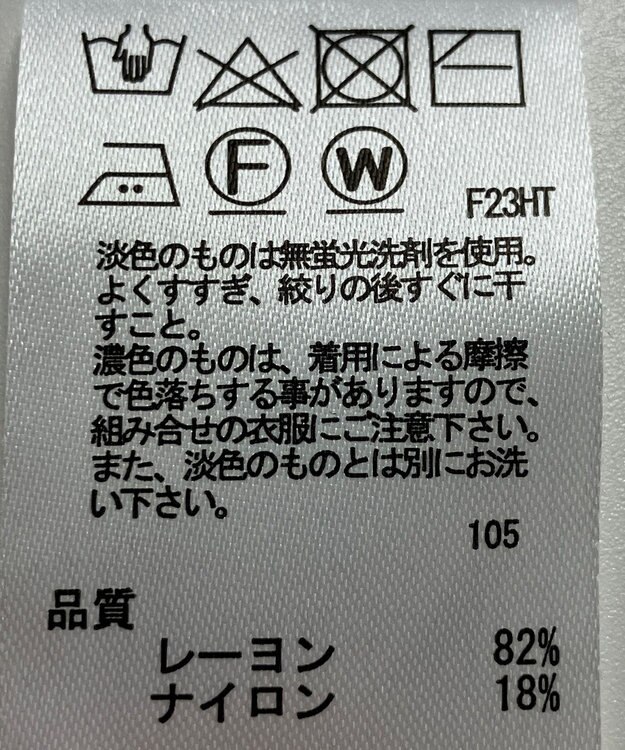 F W F23HT
淡色のものは無蛍光洗剤を使用。
よくすすぎ、絞りの後すぐに干
すこと。
濃色のものは、着用による摩擦
で色落ちする事がありますので、
組み合せの衣服にご注意下さい。
また、淡色のものとは別にお洗
い下さい。
105
品質
レーヨン 82%
ナイロン 18%